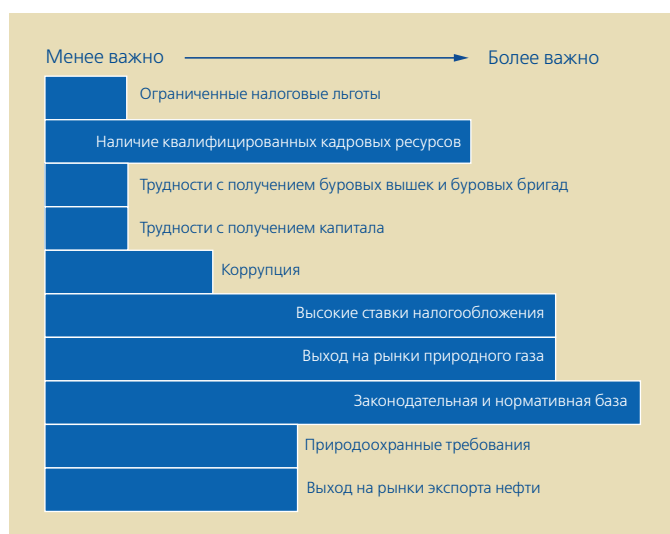 Менее важно
Более важно
Ограниченные налоговые льготы
Наличие квалифицированных кадровых ресурсов
Трудности с получением буровых вышек и буровых бригад
Трудности с получением капитала
Коррупция
Высокие ставки налогообложения
Выход на рынки природного газа
Законодательная и нормативная база
Природоохранные требования
Выход на рынки экспорта нефти